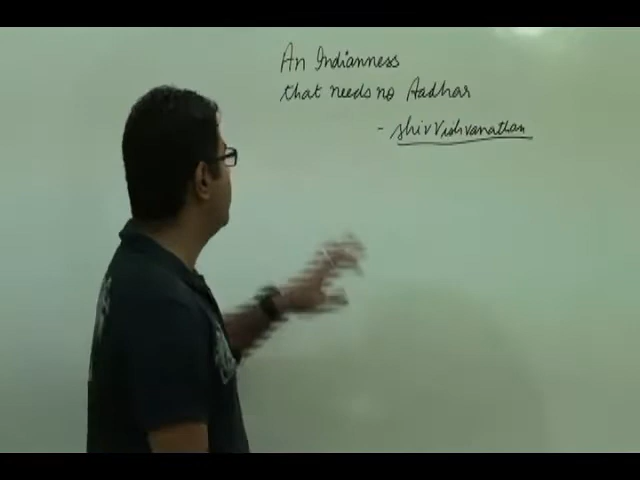 An Indianness
that needs no Aadhar
- Shiv Vishvanathan